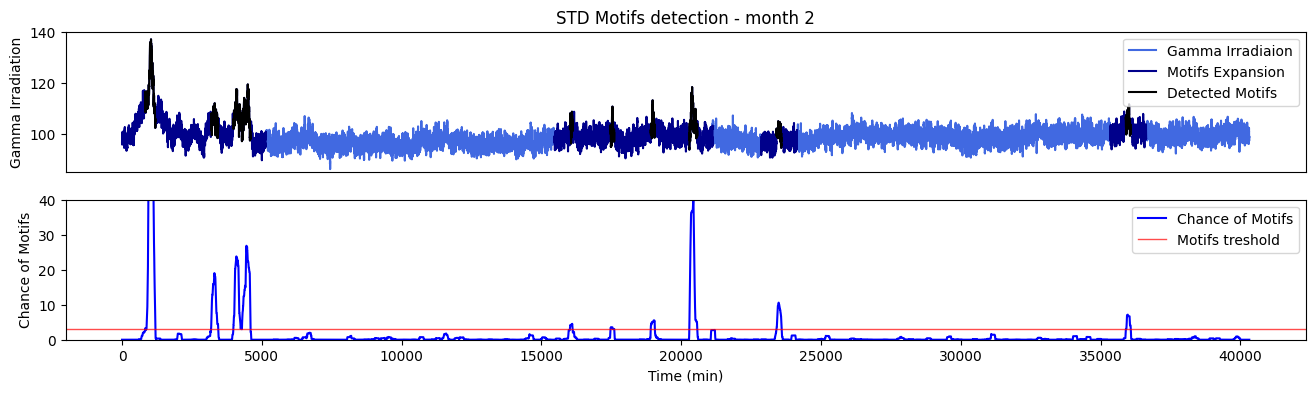 STD Motifs detection - month 2
Gamma Irradiation
140
120
100
Gamma Irradiaion
Motifs Expansion
Detected Motifs
Chance of Motifs
40
30
20
10
0
Chance of Motifs
Motifs treshold
0 5000 10000 15000 20000 25000 30000 35000 40000
Time (min)